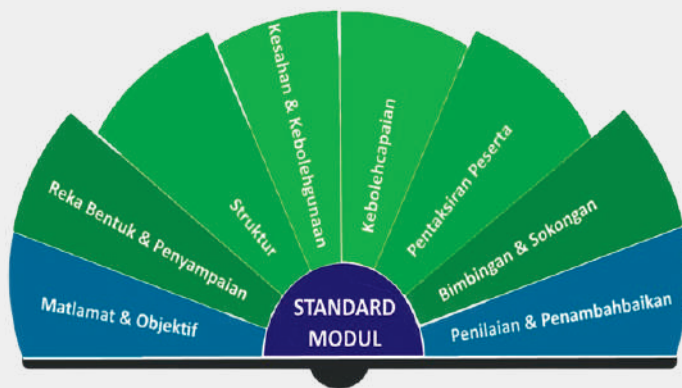 Matlamat & Objektif
Reka Bentuk & Penyampaian
Struktur
Kesahan & Kebolehgunaan
Kebolehcapaian
Pentaksiran Peserta
Bimbingan & Sokongan
Penilaian & Penambahbaikan
STANDARD
MODUL